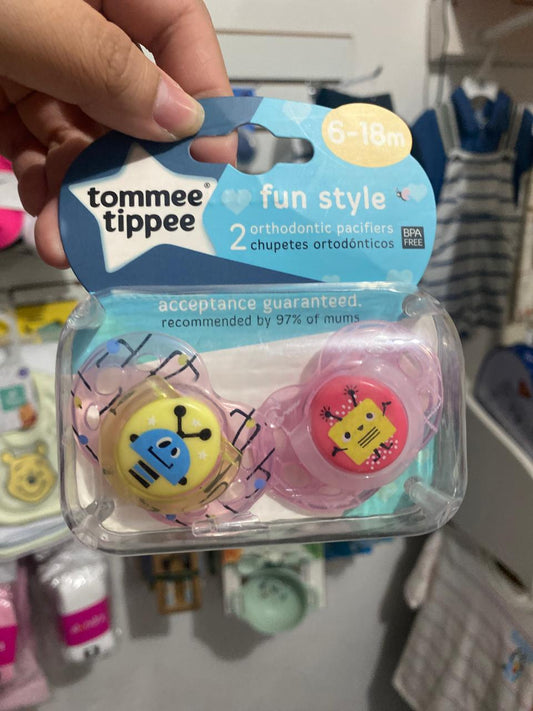 6-18m
tommee®
tippee
fun style
2 orthodontic pacifiers
chupetes ortodónticos
BPA
FREE
acceptance guaranteed.
recommended by 97% of mums